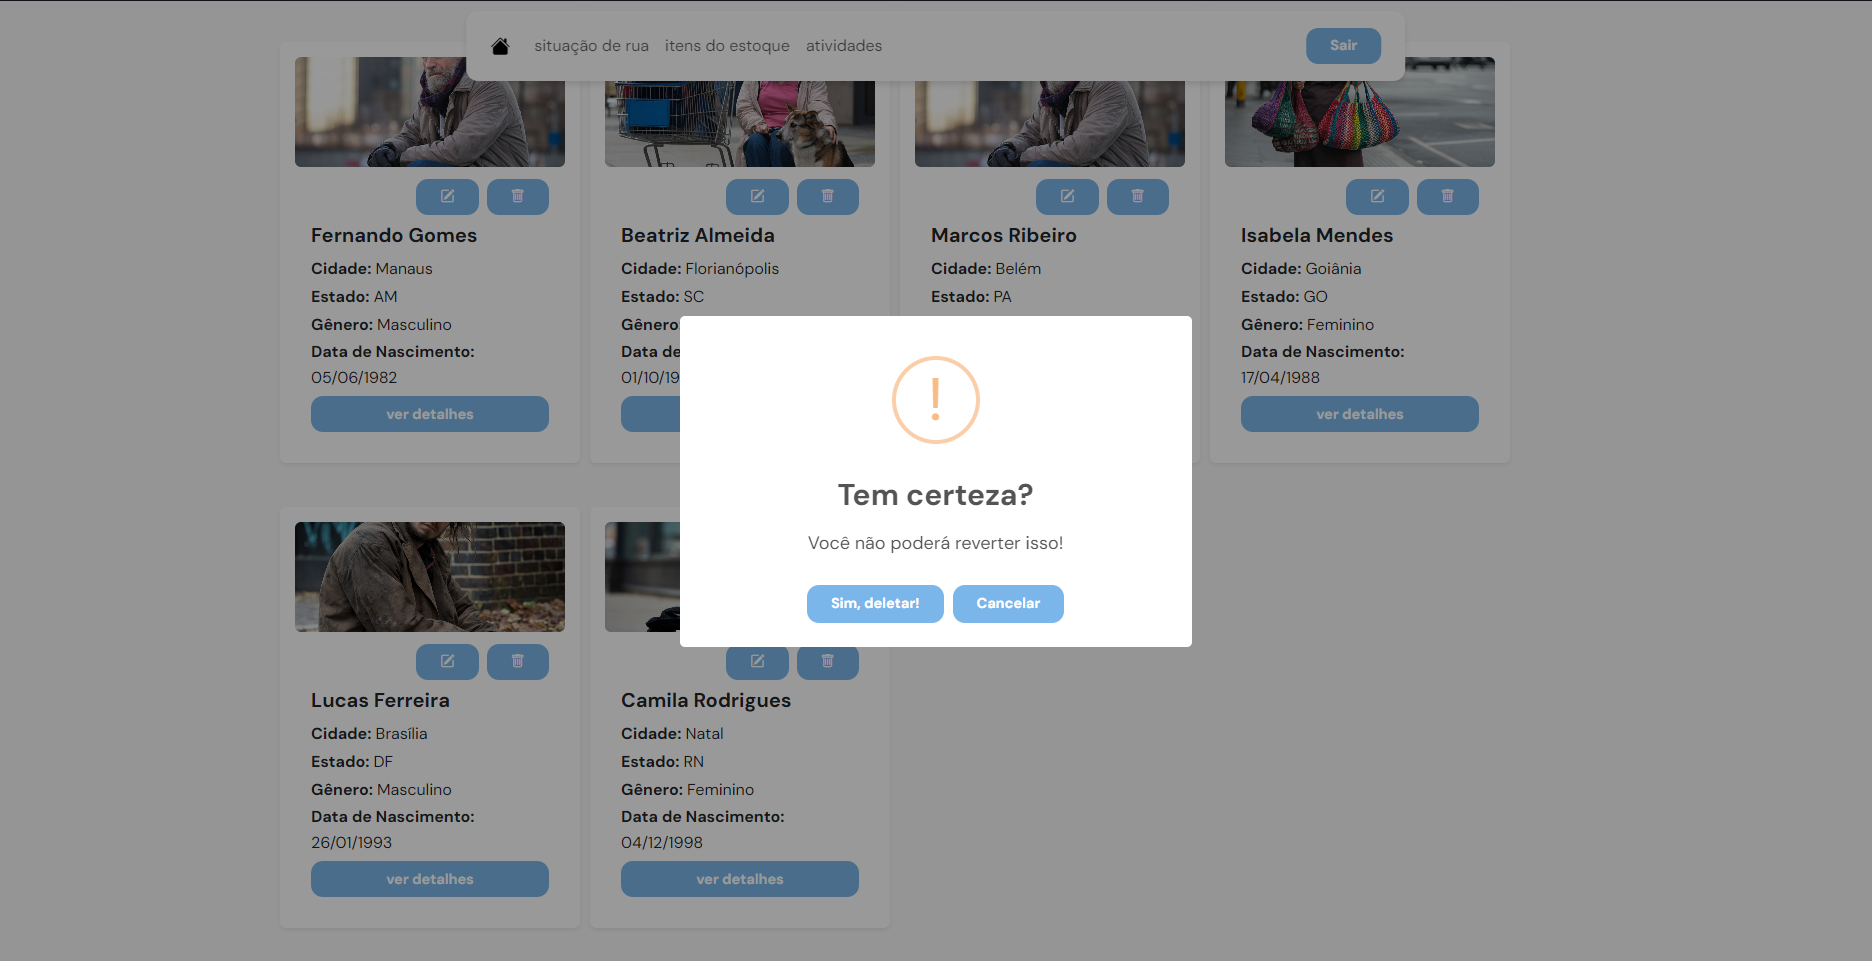 situação de rua itens do estoque atividades Sair
Fernando Gomes
Cidade: Manaus
Estado: AM
Gênero: Masculino
Data de Nascimento:
05/06/1982
ver detalhes
Beatriz Almeida
Cidade: Florianópolis
Estado: SC
Gênero
Data de
01/10/19
Marcos Ribeiro
Cidade: Belém
Estado: PA
Isabela Mendes
Cidade: Goiânia
Estado: GO
Gênero: Feminino
Data de Nascimento:
17/04/1988
ver detalhes
Tem certeza?
Você não poderá reverter isso!
Sim, deletar! Cancelar
Lucas Ferreira
Cidade: Brasília
Estado: DF
Gênero: Masculino
Data de Nascimento:
26/01/1993
ver detalhes
Camila Rodrigues
Cidade: Natal
Estado: RN
Gênero: Feminino
Data de Nascimento:
04/12/1998
ver detalhes